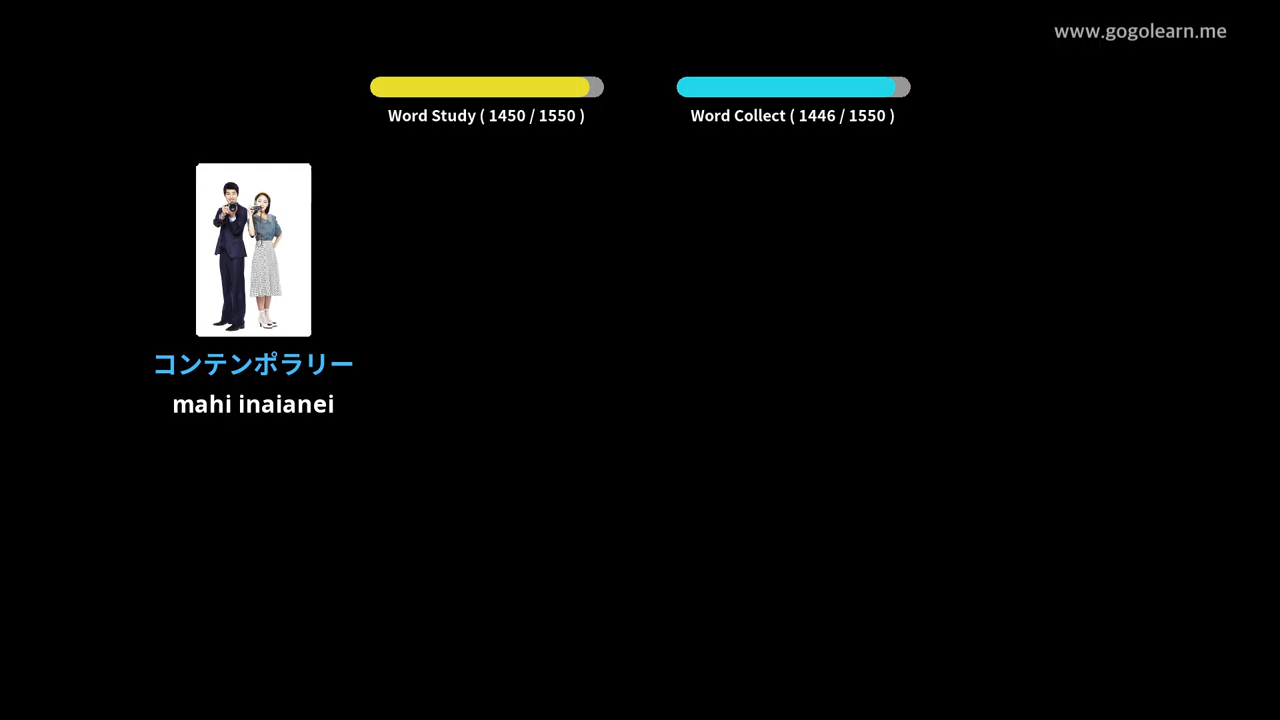 www.gogolearn.me
Word Study ( 1450 / 1550 )
Word Collect ( 1446 / 1550 )
コンテンポラリー
mahi inaianei